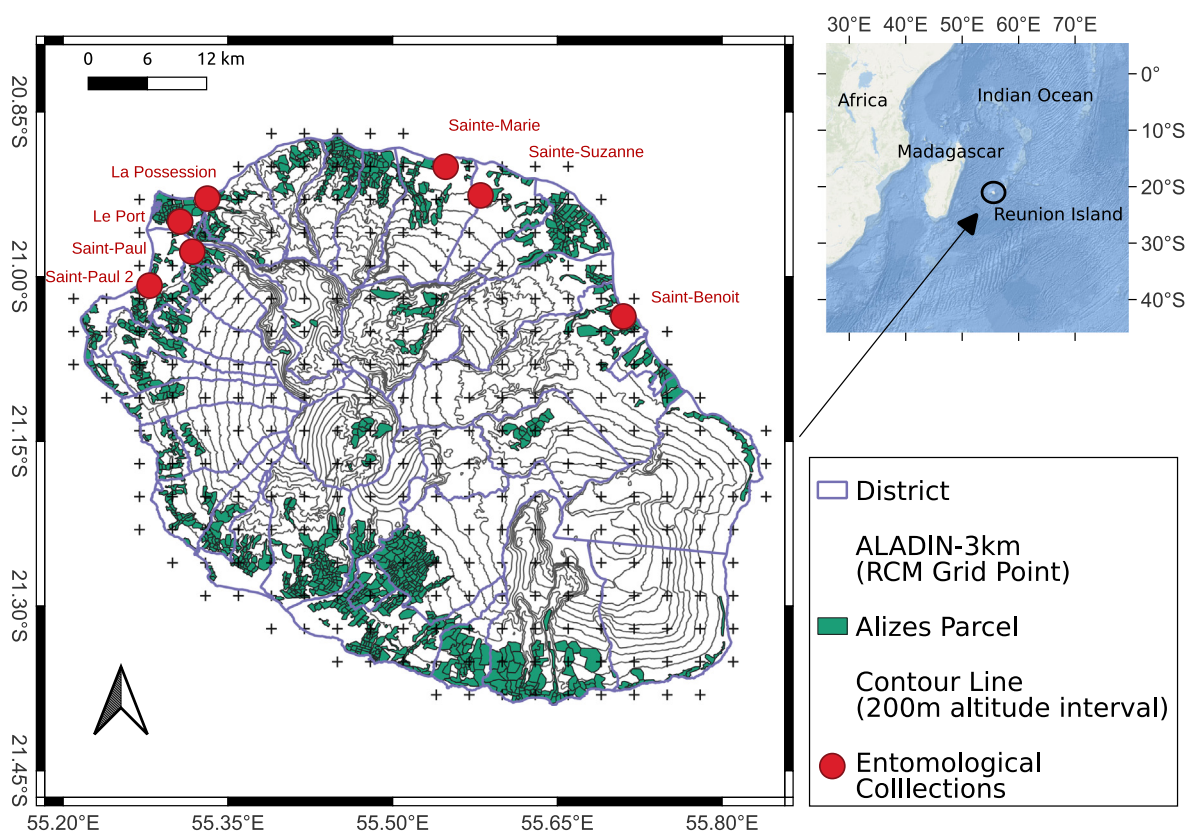 0 6 12 km
Sainte-Marie
Sainte-Suzanne
La Possession
Le Port
Saint-Paul
Saint-Paul 2
Saint-Benoit
20.85°S
21.00°S
21.15°S
21.30°S
21.45°S
55.20°E 55.35°E 55.50°E 55.65°E 55.80°E
30°E 40°E 50°E 60°E 70°E
0°
10°S
20°S
30°S
40°S
Africa
Indian Ocean
Madagascar
Reunion Island
District
ALADIN-3km
(RCM Grid Point)
Alizes Parcel
Contour Line
(200m altitude interval)
Entomological
Colllections